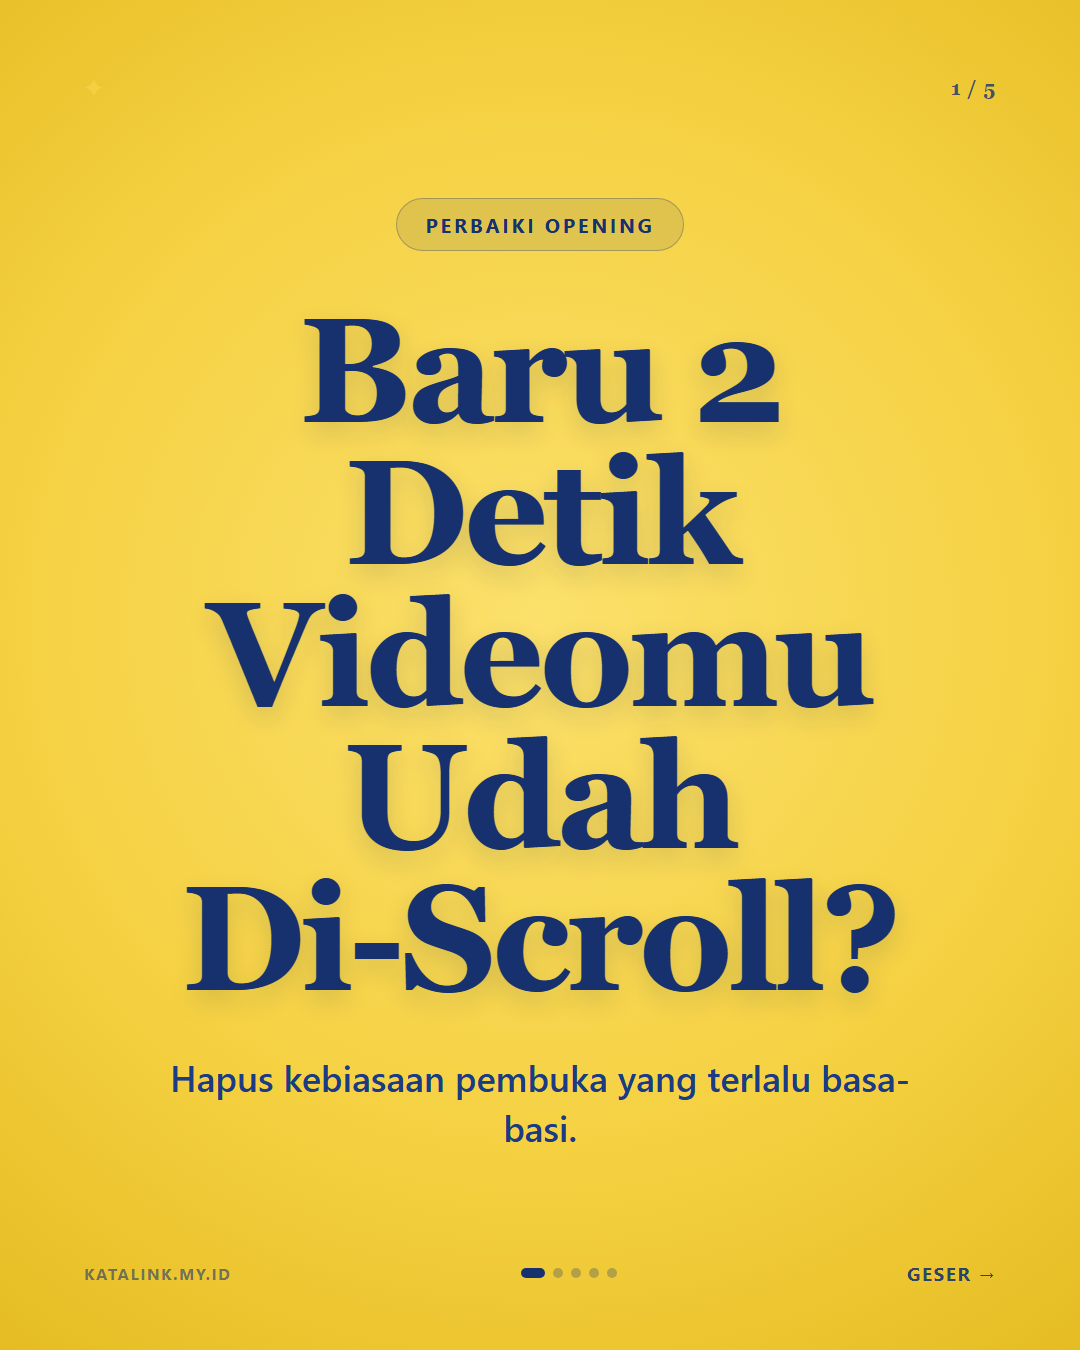 1 / 5
PERBAIKI OPENING
Baru 2
Detik
Videomu
Udah
Di-Scroll?
Hapus kebiasaan pembuka yang terlalu basa-
basi.
KATALINK.MY.ID
GESER →